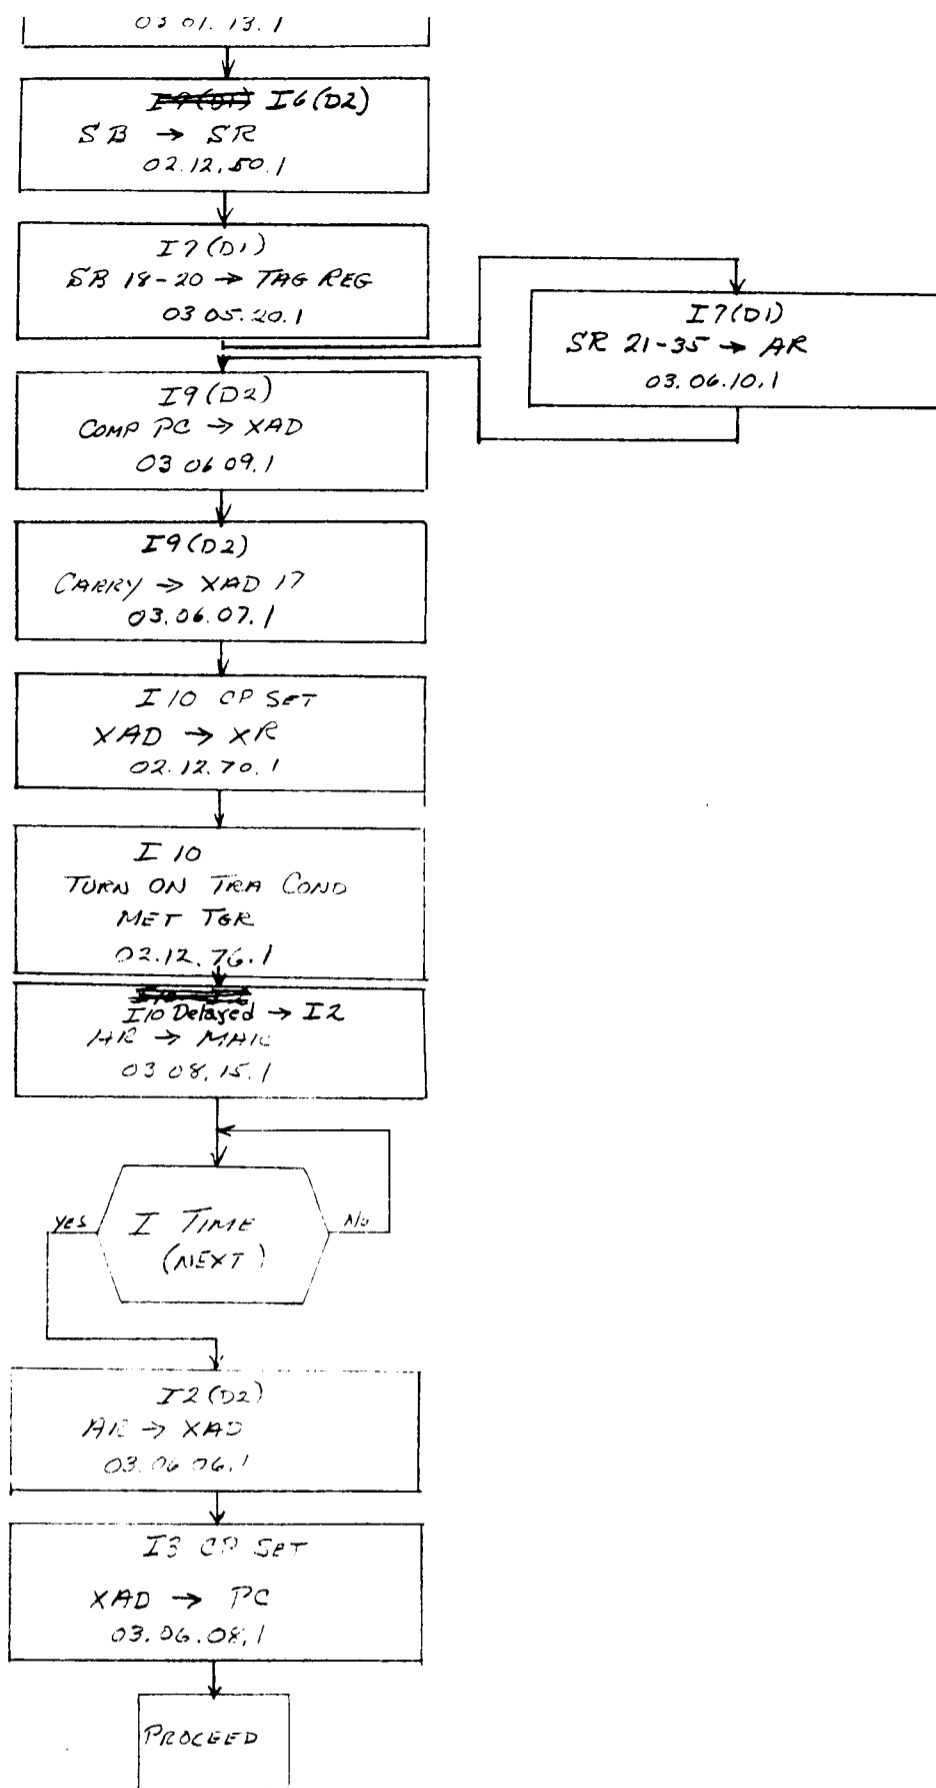 03 01.13.1
I6(D2)
SB → SR
02.12.50.1
I7(D1)
SB 18-20 → TAG REG
03 05.20.1
I7(D1)
SR 21-35 → AR
03.06.10.1
I9(D2)
COMP PC → XAD
03 06 09.1
I9(D2)
CARRY → XAD 17
03.06.07.1
I10 CP SET
XAD → XR
02.12.70.1
I 10
TURN ON TRA COND
MET TGR
02.12.76.1
I10 Delayed → I2
AR →
03 08.15.1
I TIME
(NEXT)
yes
No
I2(D2)
AR → XAD
03.06 06.1
I3 CP SET
XAD → PC
03.06.08.1
PROCEED